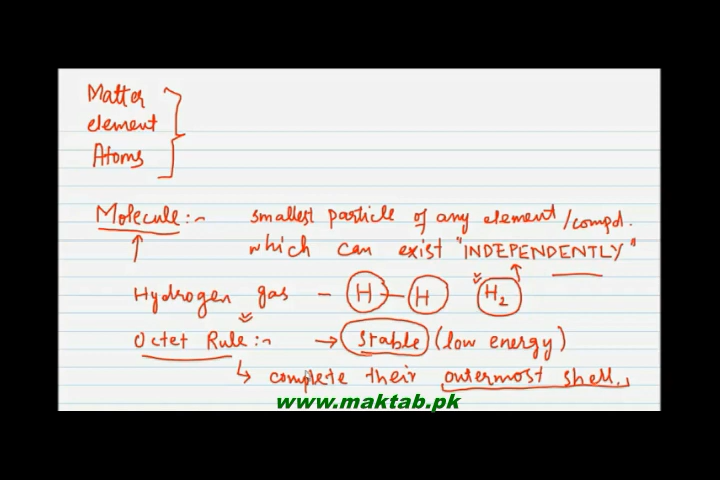 Matter
element
Atoms
Molecule:- smallest particle of any element/compd.
which can exist "INDEPENDENTLY"
Hydrogen gas - H-H H₂
Octet Rule:- → stable (low energy)
↳ complete their outermost shell.
www.maktab.pk